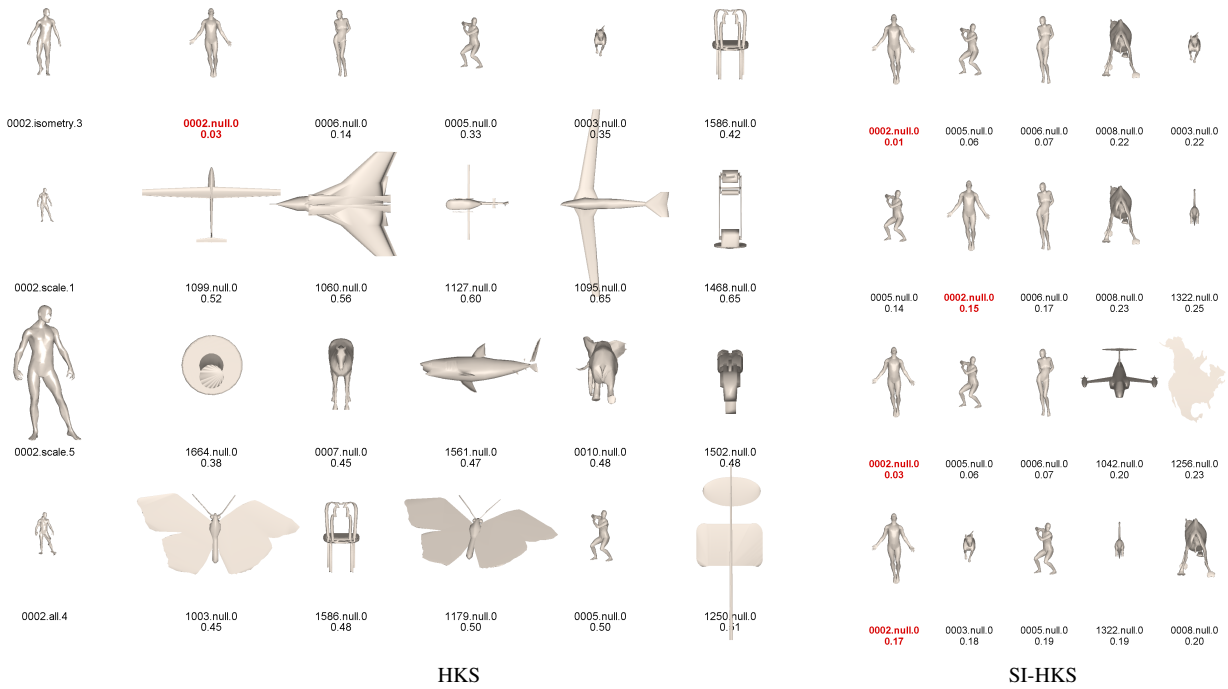 0002.isometry.3 0002.null.0 0006.null.0 0005.null.0 0003.null.0 1586.null.0 0002.null.0 0005.null.0 0006.null.0 0008.null.0 0003.null.0
0.03 0.14 0.33 0.35 0.42 0.01 0.06 0.07 0.22 0.22
0002.scale.1 1099.null.0 1060.null.0 1127.null.0 1095.null.0 1468.null.0 0005.null.0 0002.null.0 0006.null.0 0008.null.0 1322.null.0
0.52 0.56 0.60 0.65 0.65 0.14 0.15 0.17 0.23 0.25
0002.scale.5 1664.null.0 0007.null.0 1561.null.0 0010.null.0 1502.null.0 0002.null.0 0005.null.0 0006.null.0 1042.null.0 1256.null.0
0.38 0.45 0.47 0.48 0.48 0.03 0.06 0.07 0.20 0.23
0002.all.4 1003.null.0 1586.null.0 1179.null.0 0005.null.0 1250.null.0 0002.null.0 0003.null.0 0005.null.0 1322.null.0 0008.null.0
0.45 0.48 0.50 0.50 0.51 0.17 0.18 0.19 0.19 0.20
HKS SI-HKS